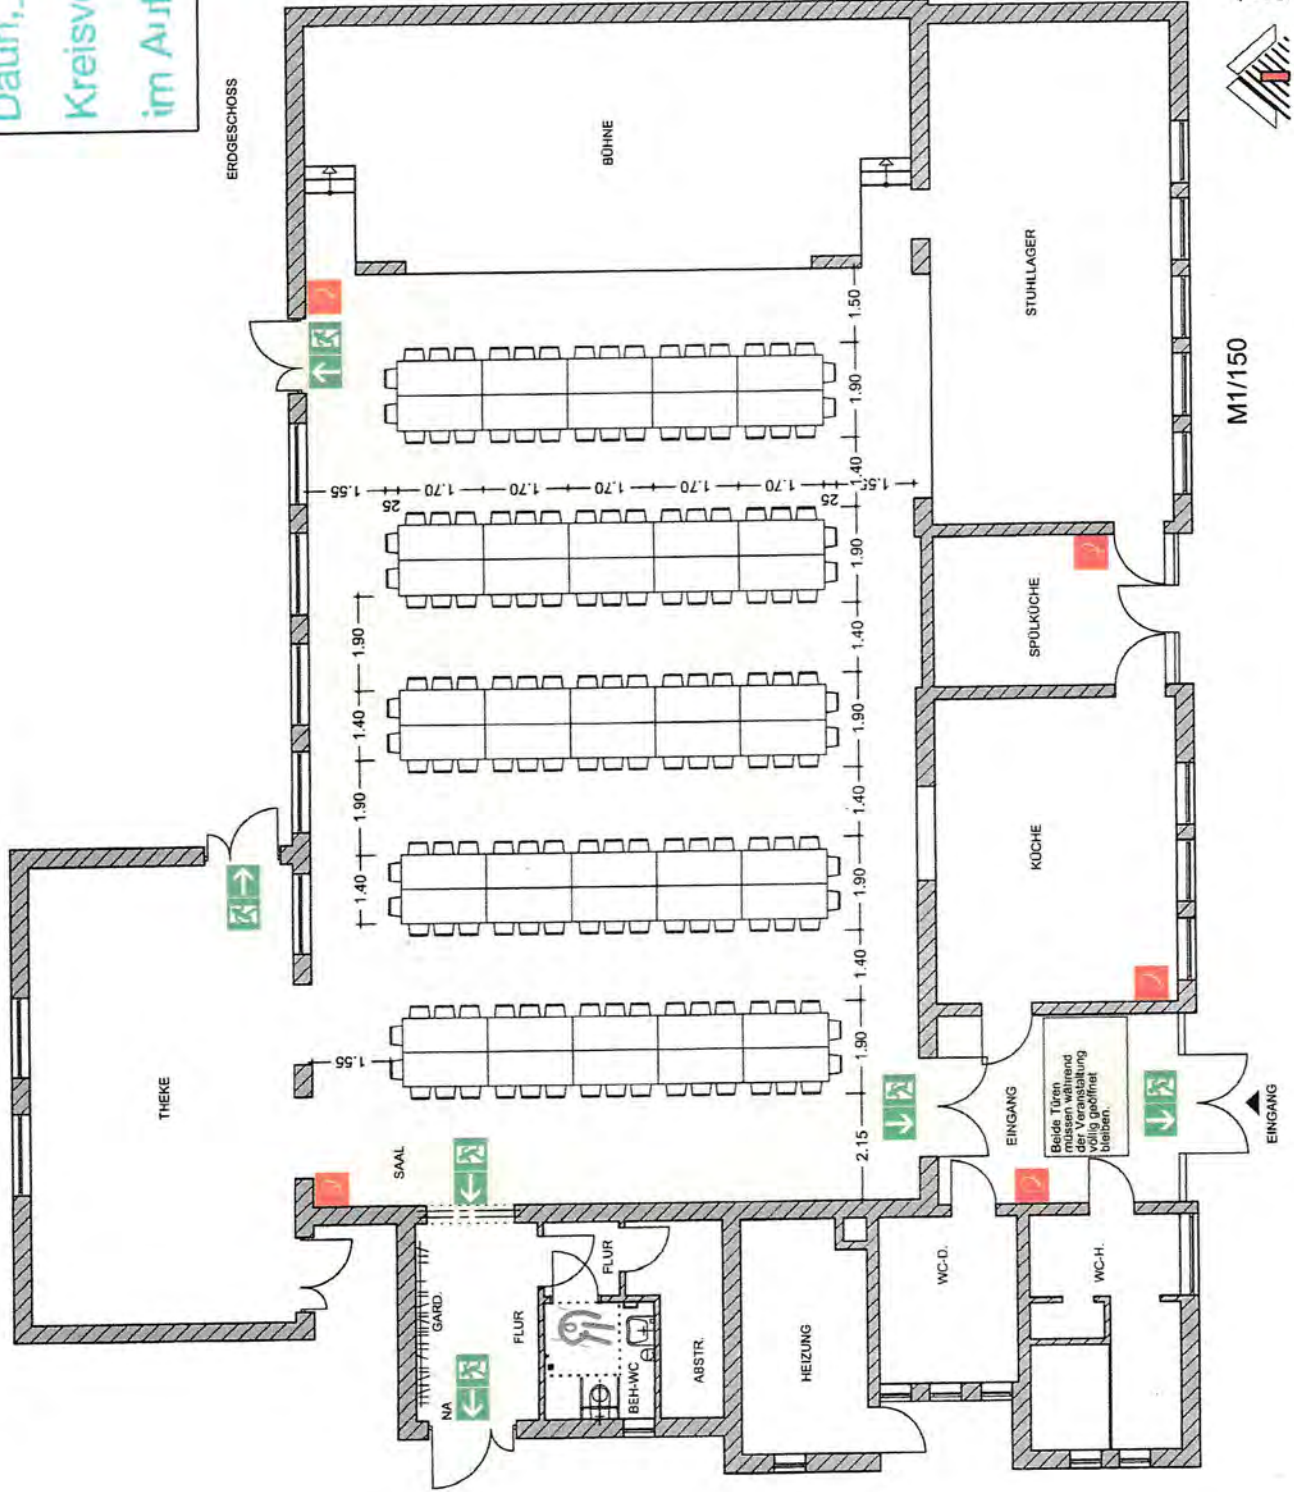 Daun,
Kreisve
im Auf
ERDGESCHOSS
BÜHNE
STUHLLAGER
M1/150
1.50
1.90
1.40
1.55
25
1.70
1.70
1.70
1.70
1.70
25
1.55
1.90
1.40
1.90
1.40
1.90
1.40
1.90
2.15
1.90
1.40
1.90
1.40
1.55
SPÜLKÜCHE
KÜCHE
THEKE
SAAL
EINGANG
Beide Türen
müssen während
der Veranstaltung
völlig geöffnet
bleiben.
EINGANG
GARD.
FLUR
FLUR
NA
BEH-WC
ABSTR.
HEIZUNG
WC-D.
WC-H.